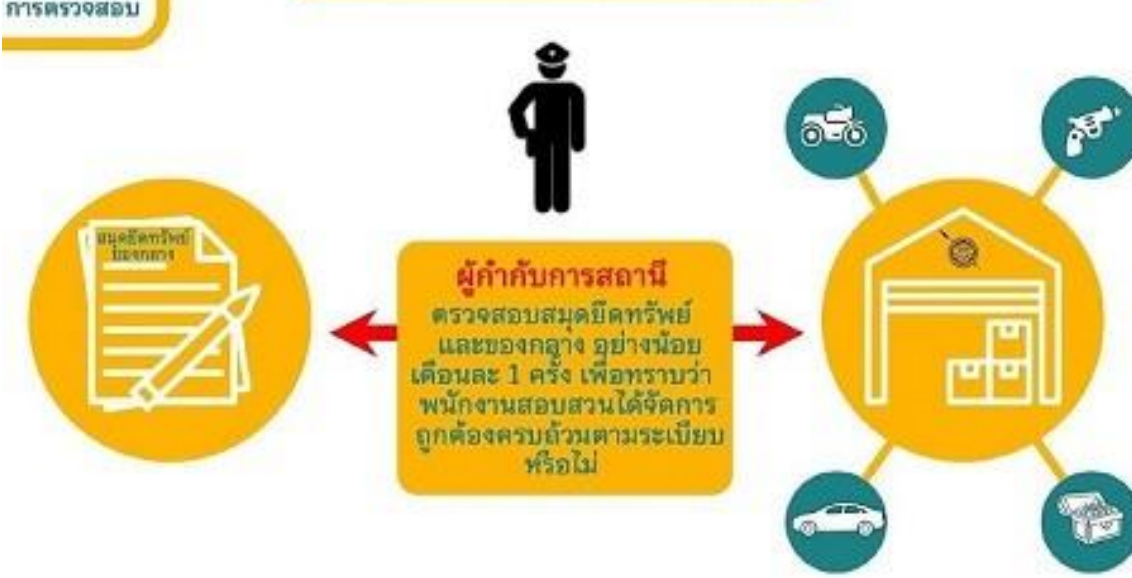 การตรวจสอบ
สมุดยึดทรัพย์
ของกลาง
ผู้กำกับการสถานี
ตรวจสอบสมุดยึดทรัพย์
และของกลาง อย่างน้อย
เดือนละ 1 ครั้ง เพื่อทราบว่า
พนักงานสอบสวนได้จัดการ
ถูกต้องครบถ้วนตามระเบียบ
หรือไม่